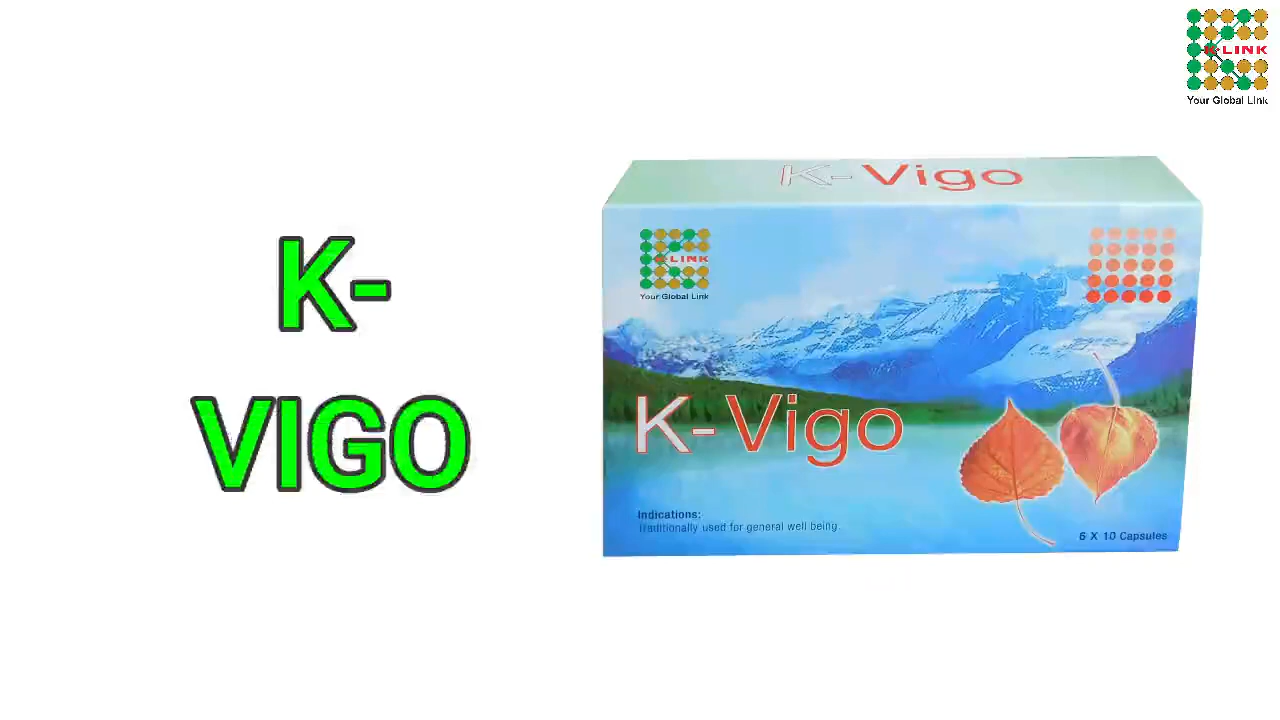 K-LINK
Your Global Link
K-
VIGO
K-Vigo
K-LINK
Your Global Link
K-Vigo
Indications:
Traditionally used for general well being.
6 X 10 Capsules